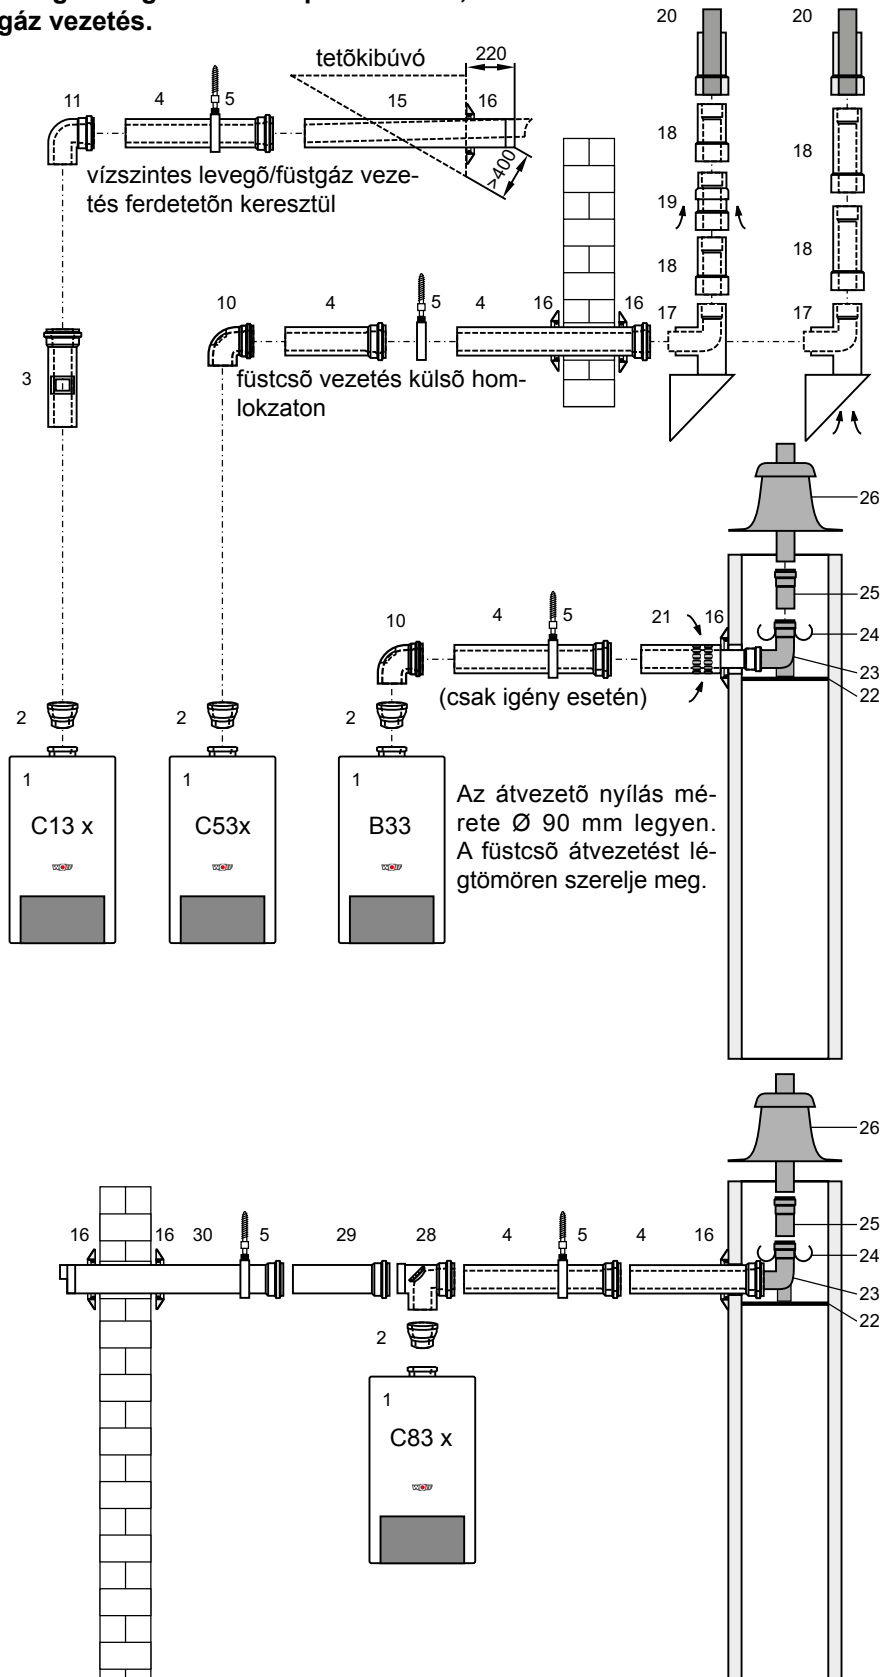 gáz vezetés.
20 20
tetõkibúvó 220
11 4 5 15 16
18 18
>400
vízszintes levegõ/füstgáz veze-
tés ferdetetõn keresztül
19
18 18
10 4 5 4 16 16 17 17
3
füstcsõ vezetés külsõ hom-
lokzaton
26
25
10 4 5 21 16
24
23
22
(csak igény esetén)
2 2 2
1 1 1
C13 x C53x B33
WOLF WOLF WOLF
Az átvezetõ nyílás mé-
rete Ø 90 mm legyen.
A füstcsõ átvezetést lé-
gtömören szerelje meg.
26
25
16 16 30 5 29 28 4 5 4 16
24
23
22
2
1
C83 x
WOLF